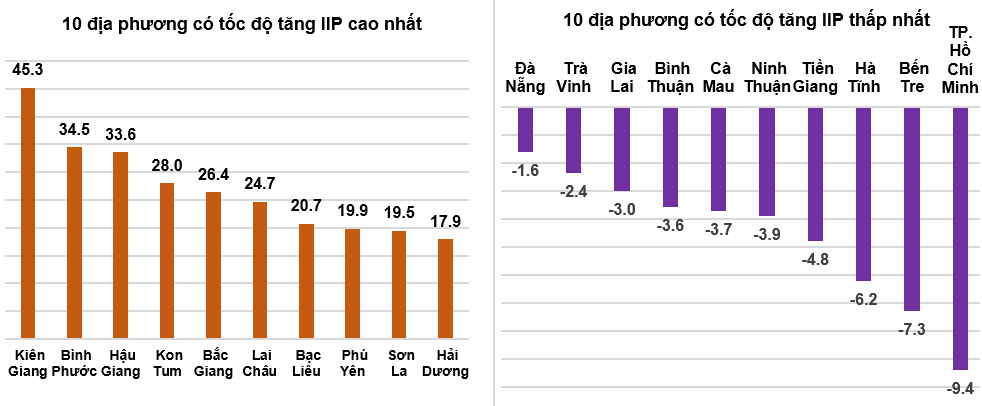 10 địa phương có tốc độ tăng IIP cao nhất
45.3
34.5
33.6
28.0
26.4
24.7
20.7
19.9
19.5
17.9
Kiên
Giang
Bình
Phước
Hậu
Giang
Kon
Tum
Bắc
Giang
Lai
Châu
Bạc
Liêu
Phú
Yên
Sơn
La
Hải
Dương
10 địa phương có tốc độ tăng IIP thấp nhất
Đà
Nẵng
Trà
Vinh
Gia
Lai
Bình
Thuận
Cà
Mau
Ninh
Thuận
Tiền
Giang
Hà
Tĩnh
Bến
Tre
TP.
Hồ
Chí
Minh
-1.6
-2.4
-3.0
-3.6
-3.7
-3.9
-4.8
-6.2
-7.3
-9.4